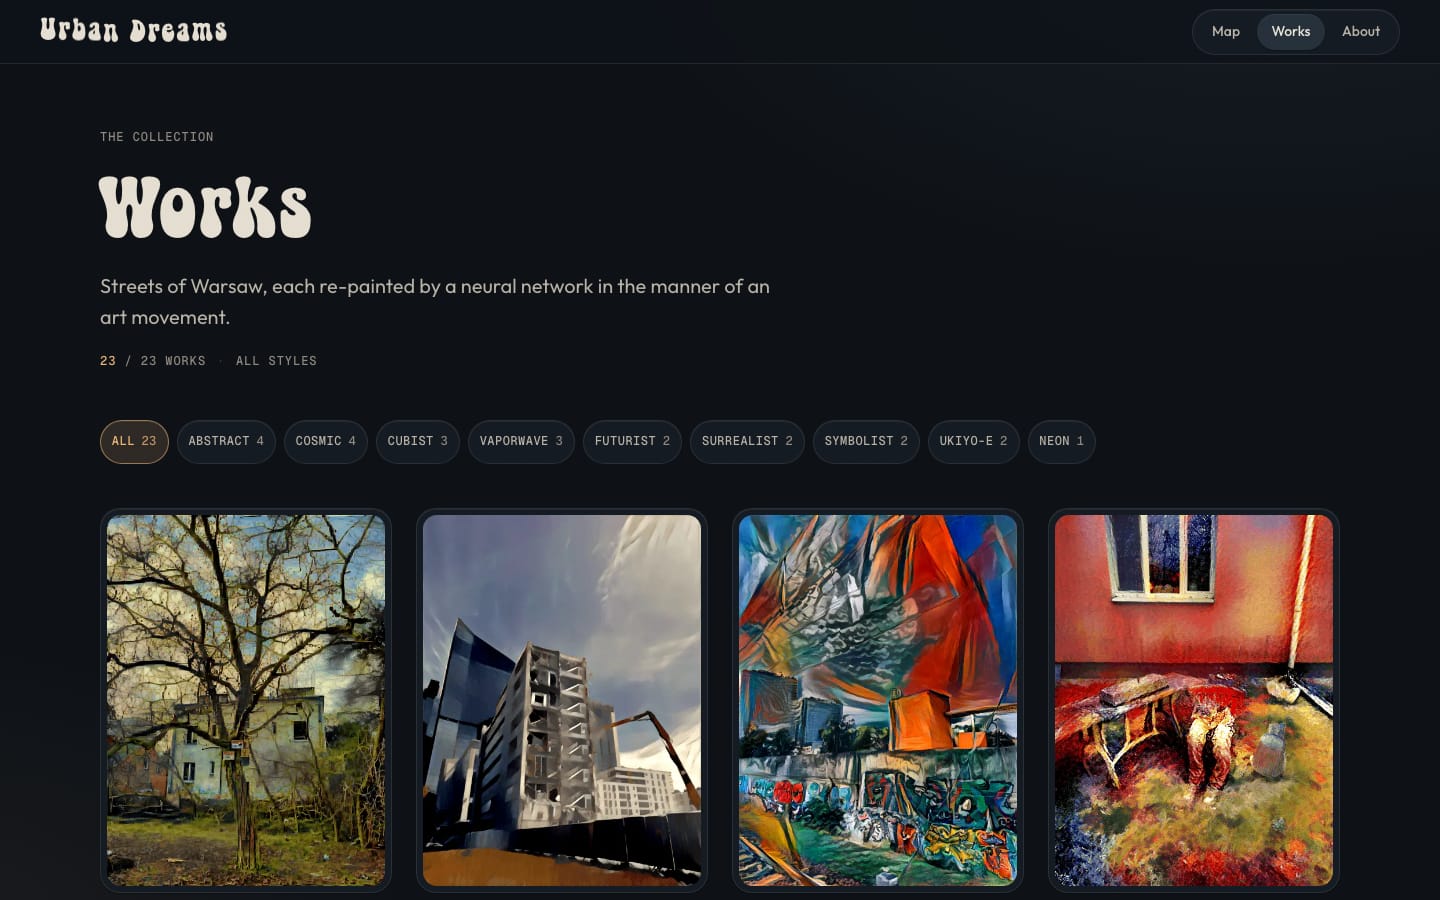 Urban Dreams
Map
Works
About
THE COLLECTION
Works
Streets of Warsaw, each re-painted by a neural network in the manner of an
art movement.
23 / 23 WORKS · ALL STYLES
ALL 23
ABSTRACT 4
COSMIC 4
CUBIST 3
VAPORWAVE 3
FUTURIST 2
SURREALIST 2
SYMBOLIST 2
UKIYO-E 2
NEON 1